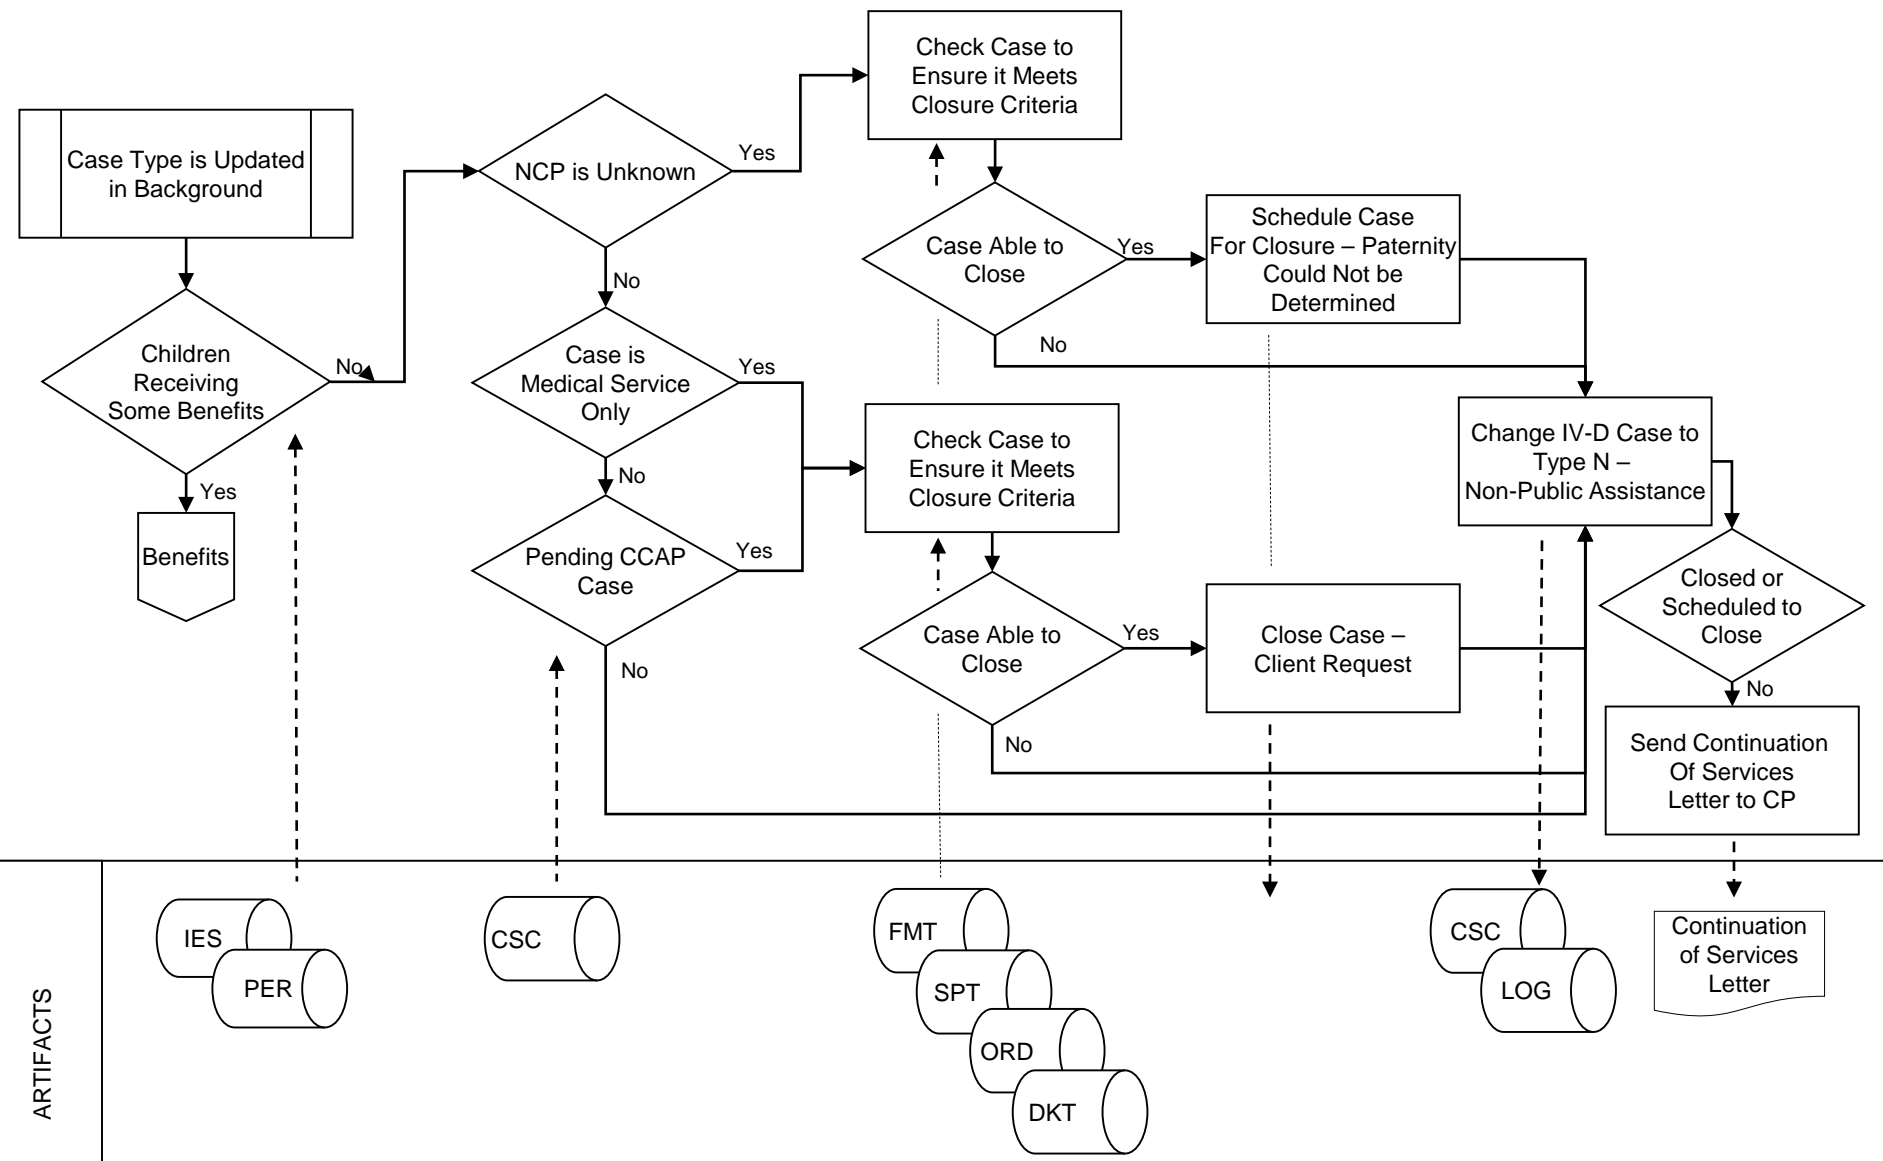 Case Type is Updated
in Background
Children
Receiving
Some Benefits
No
Yes
Benefits
NCP is Unknown
Yes
No
Case is
Medical Service
Only
Yes
No
Pending CCAP
Case
Yes
No
Check Case to
Ensure it Meets
Closure Criteria
Case Able to
Close
Yes
No
Schedule Case
For Closure – Paternity
Could Not be
Determined
Check Case to
Ensure it Meets
Closure Criteria
Case Able to
Close
Yes
No
Close Case –
Client Request
Change IV-D Case to
Type N –
Non-Public Assistance
Closed or
Scheduled to
Close
No
Send Continuation
Of Services
Letter to CP
ARTIFACTS
IES
PER
CSC
FMT
SPT
ORD
DKT
CSC
LOG
Continuation
of Services
Letter